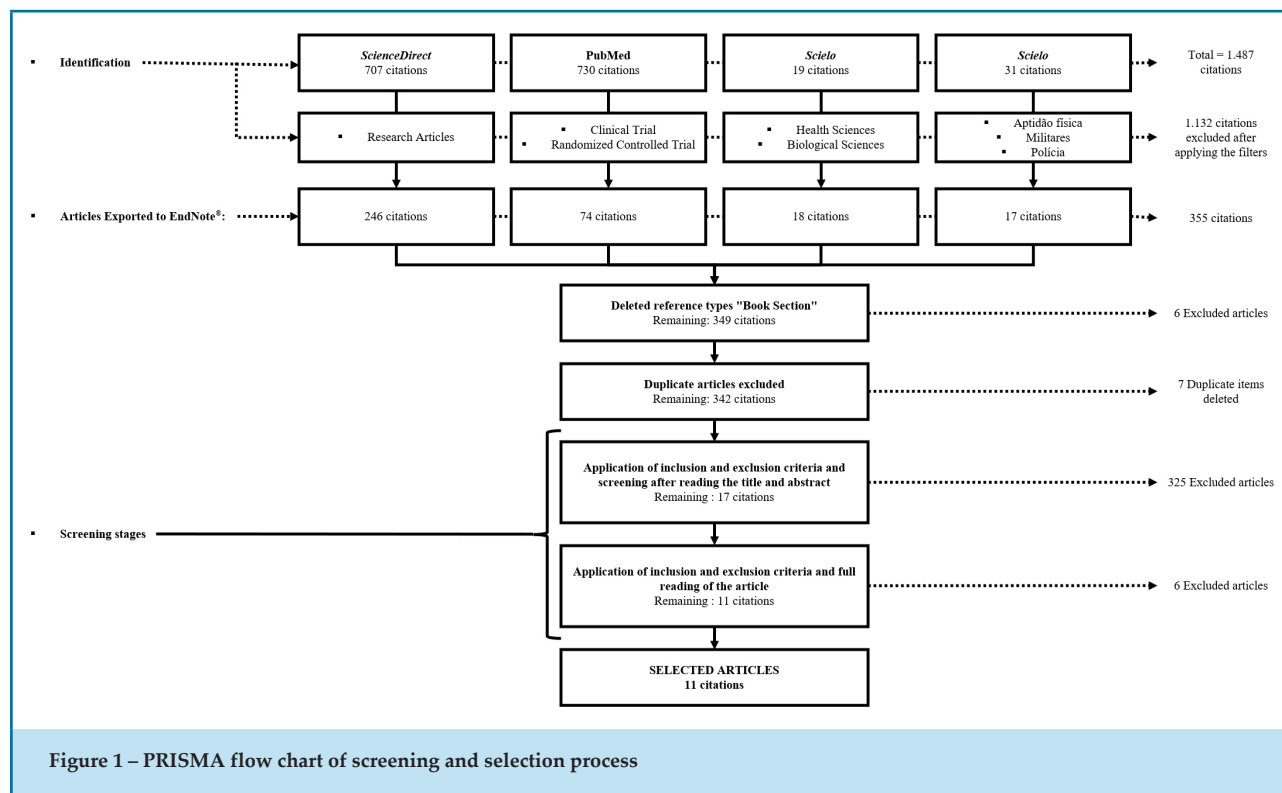 ▪ Identification
ScienceDirect
707 citations
PubMed
730 citations
Scielo
19 citations
Scielo
31 citations
Total = 1.487
citations
▪ Research Articles
▪ Clinical Trial
▪ Randomized Controlled Trial
▪ Health Sciences
▪ Biological Sciences
▪ Aptidão física
▪ Militares
▪ Polícia
1.132 citations
excluded after
applying the filters
▪ Articles Exported to EndNote®:
246 citations
74 citations
18 citations
17 citations
355 citations
Deleted reference types "Book Section"
Remaining: 349 citations
6 Excluded articles
Duplicate articles excluded
Remaining: 342 citations
7 Duplicate items
deleted
▪ Screening stages
Application of inclusion and exclusion criteria and
screening after reading the title and abstract
Remaining : 17 citations
325 Excluded articles
Application of inclusion and exclusion criteria and full
reading of the article
Remaining : 11 citations
6 Excluded articles
SELECTED ARTICLES
11 citations
Figure 1 – PRISMA flow chart of screening and selection process